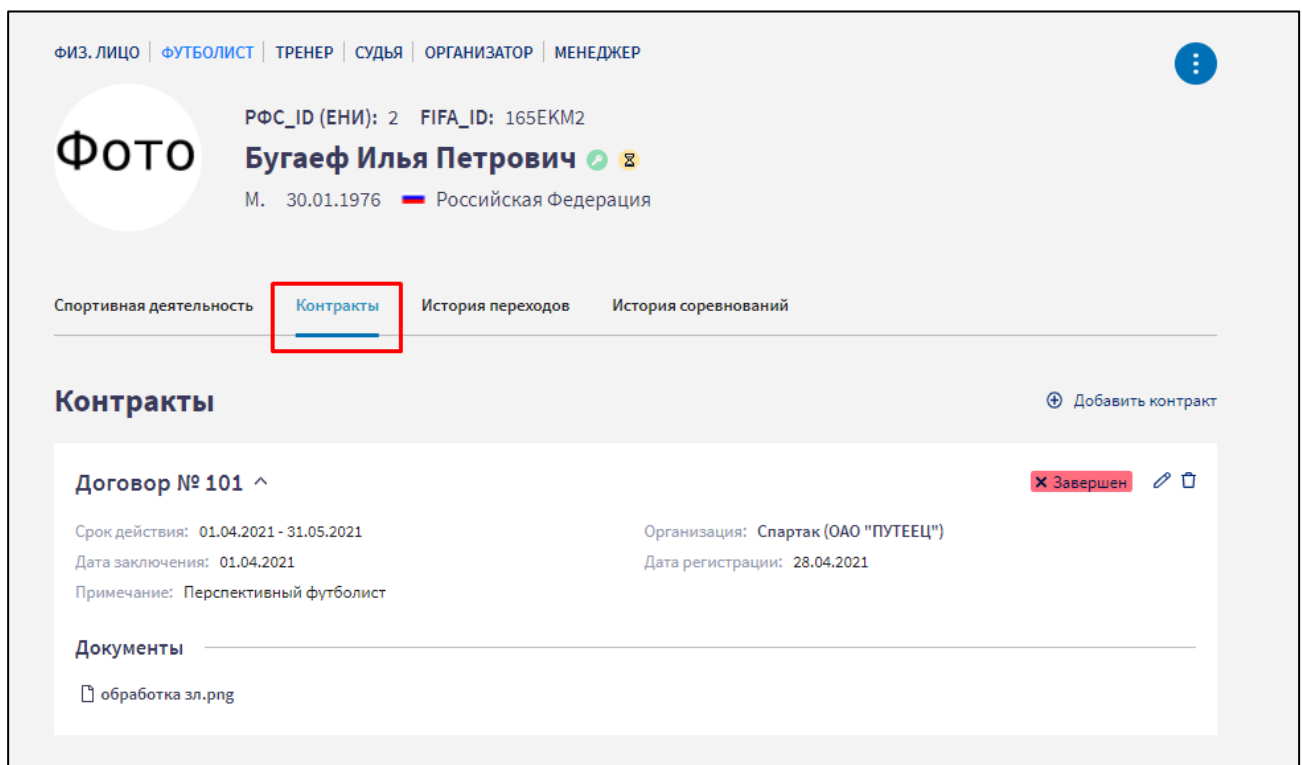 ФИЗ. ЛИЦО ФУТБОЛИСТ ТРЕНЕР СУДЬЯ ОРГАНИЗАТОР МЕНЕДЖЕР
Фото
РФС_ID (ЕНИ): 2 FIFA_ID: 165EKM2
Бугаеф Илья Петрович
М. 30.01.1976 Российская Федерация
Спортивная деятельность Контракты История переходов История соревнований
Контракты
Добавить контракт
Договор № 101
Завершен
Срок действия: 01.04.2021 - 31.05.2021
Организация: Спартак (ОАО "ПУТЕЕЦ")
Дата заключения: 01.04.2021
Дата регистрации: 28.04.2021
Примечание: Перспективный футболист
Документы
обработка зл.png